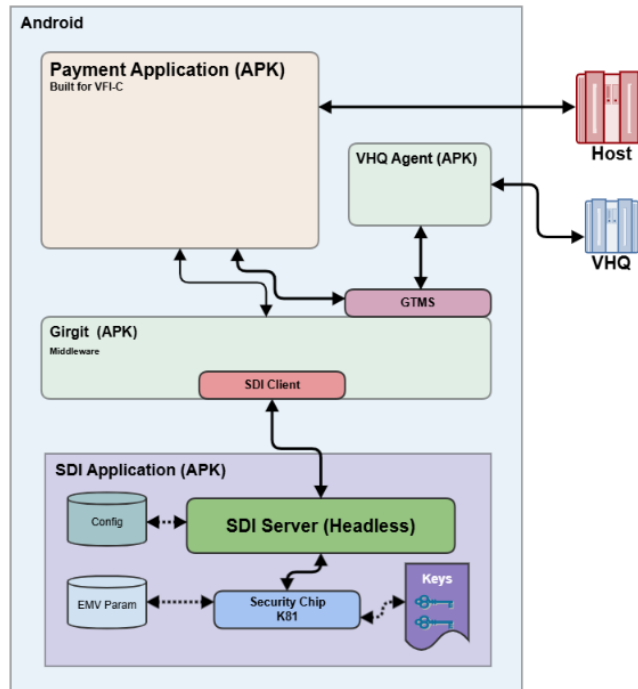 Android
Payment Application (APK)
Built for VFI-C
Host
VHQ Agent (APK)
VHQ
GTMS
Girgit (APK)
Middleware
SDI Client
SDI Application (APK)
Config
SDI Server (Headless)
EMV Param
Security Chip
K81
Keys